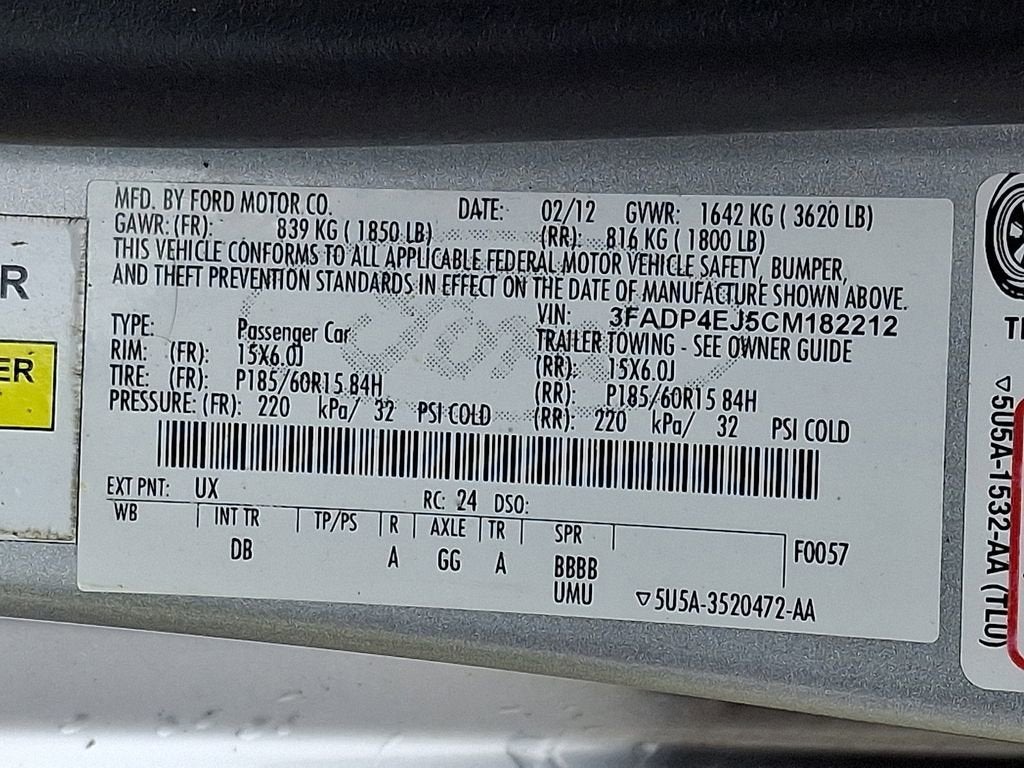 MFD. BY FORD MOTOR CO. DATE: 02/12 GVWR: 1642 KG ( 3620 LB)
GAWR: (FR): 839 KG ( 1850 LB) (RR): 816 KG ( 1800 LB)
THIS VEHICLE CONFORMS TO ALL APPLICABLE FEDERAL MOTOR VEHICLE SAFETY, BUMPER,
AND THEFT PREVENTION STANDARDS IN EFFECT ON THE DATE OF MANUFACTURE SHOWN ABOVE.
VIN: 3FADP4EJ5CM182212
TYPE: Passenger Car TRAILER TOWING - SEE OWNER GUIDE
RIM: (FR): 15X6.0J (RR): 15X6.0J
TIRE: (FR): P185/60R15 84H (RR): P185/60R15 84H
PRESSURE: (FR): 220 kPa/ 32 PSI COLD (RR): 220 kPa/ 32 PSI COLD
EXT PNT: UX RC: 24 DSO:
WB INT TR TP/PS R AXLE TR SPR
DB A GG A BBBB F0057
UMU ▽5U5A-3520472-AA
R
ER
▽5U5A-1532-AA (TLU)